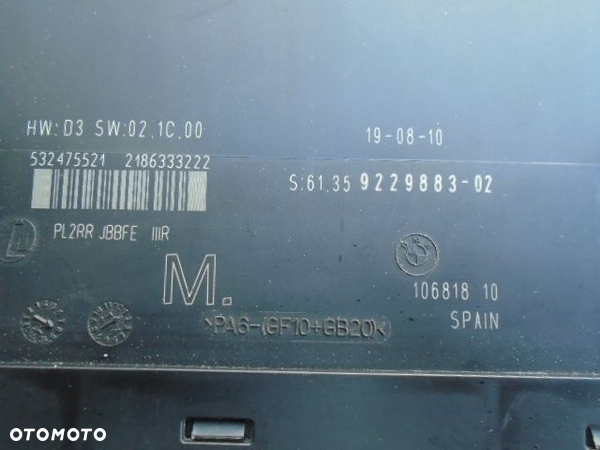 HW:D3 SW:02.1C.00
19-08-10
532475521 2186333222
S:61.35 9229883-02
PL2RR JBBFE IIIR
M.
106818 10
SPAIN
>PA6-(GF10+GB20)<
OTOMOTO